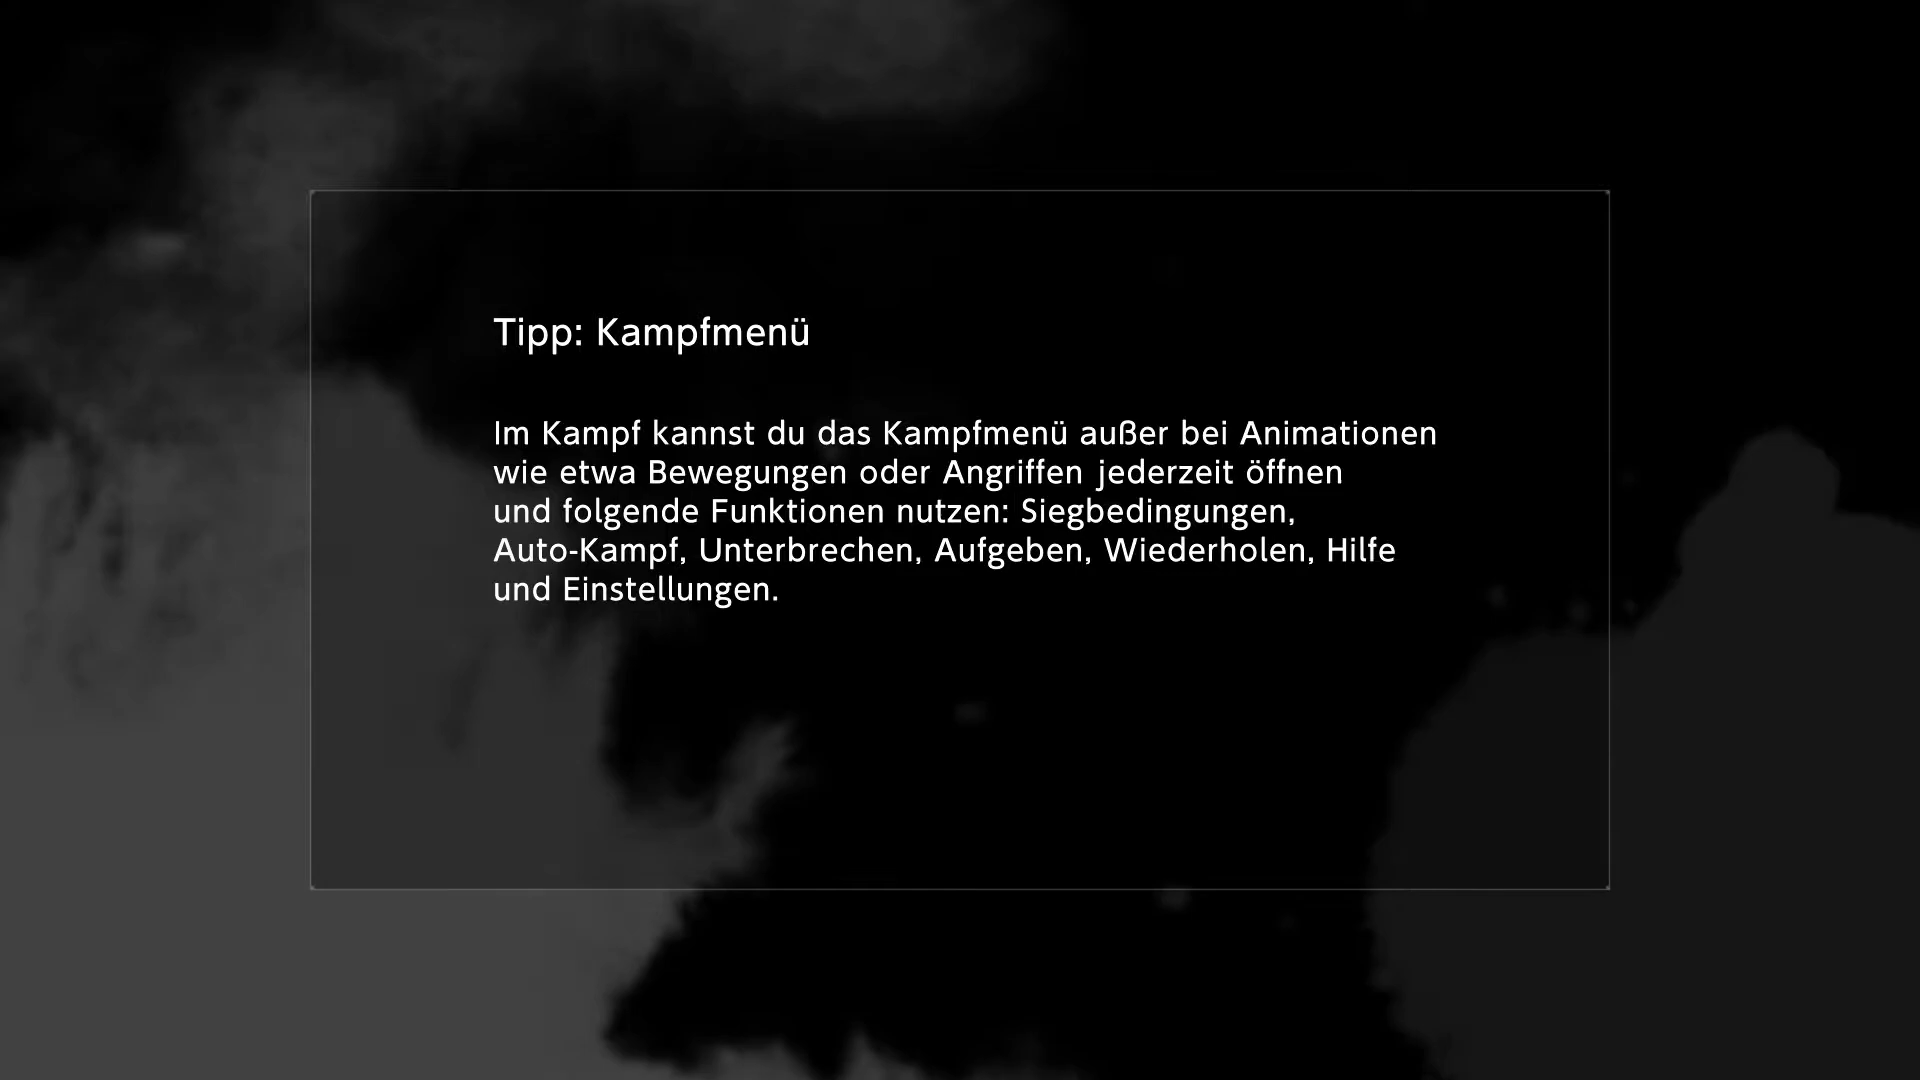 Tipp: Kampfmenü
Im Kampf kannst du das Kampfmenü außer bei Animationen
wie etwa Bewegungen oder Angriffen jederzeit öffnen
und folgende Funktionen nutzen: Siegbedingungen,
Auto-Kampf, Unterbrechen, Aufgeben, Wiederholen, Hilfe
und Einstellungen.